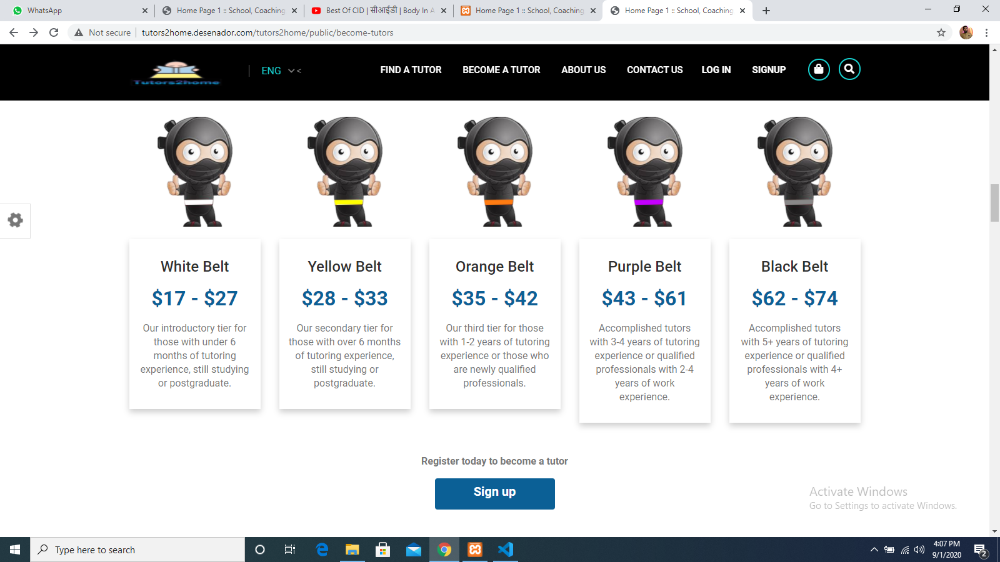 WhatsApp
Home Page 1 :: School, Coaching
Best Of CID | सीआईडी | Body In A
Home Page 1 :: School, Coaching
Home Page 1 :: School, Coaching
Not secure
tutors2home.desenador.com/tutors2home/public/become-tutors
Tutors2home
ENG
<
FIND A TUTOR
BECOME A TUTOR
ABOUT US
CONTACT US
LOG IN
SIGNUP
White Belt
$17 - $27
Our introductory tier for
those with under 6
months of tutoring
experience, still studying
or postgraduate.
Yellow Belt
$28 - $33
Our secondary tier for
those with over 6 months
of tutoring experience,
still studying or
postgraduate.
Orange Belt
$35 - $42
Our third tier for those
with 1-2 years of tutoring
experience or those who
are newly qualified
professionals.
Purple Belt
$43 - $61
Accomplished tutors
with 3-4 years of tutoring
experience or qualified
professionals with 2-4
years of work
experience.
Black Belt
$62 - $74
Accomplished tutors
with 5+ years of tutoring
experience or qualified
professionals with 4+
years of work
experience.
Register today to become a tutor
Sign up
Activate Windows
Go to Settings to activate Windows.
Type here to search
4:07 PM
9/1/2020
2